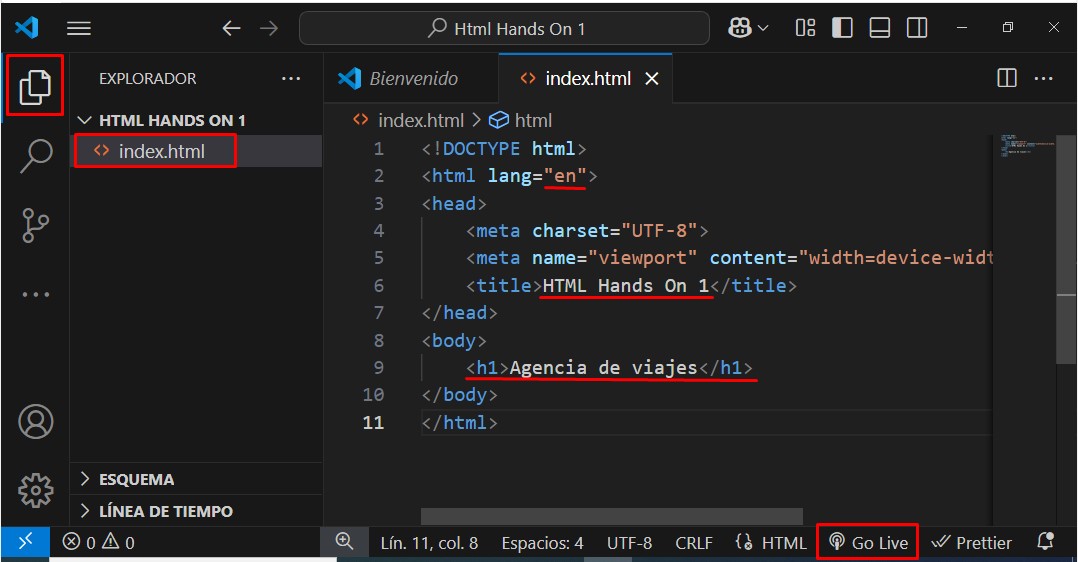 Html Hands On 1
EXPLORADOR
Bienvenido
index.html
HTML HANDS ON 1
index.html > html
index.html
1 <!DOCTYPE html>
2 <html lang="en">
3 <head>
4 <meta charset="UTF-8">
5 <meta name="viewport" content="width=device-widt
6 <title>HTML Hands On 1</title>
7 </head>
8 <body>
9 <h1>Agencia de viajes</h1>
10 </body>
11 </html>
ESQUEMA
LÍNEA DE TIEMPO
0 0 Lín. 11, col. 8 Espacios: 4 UTF-8 CRLF HTML Go Live Prettier